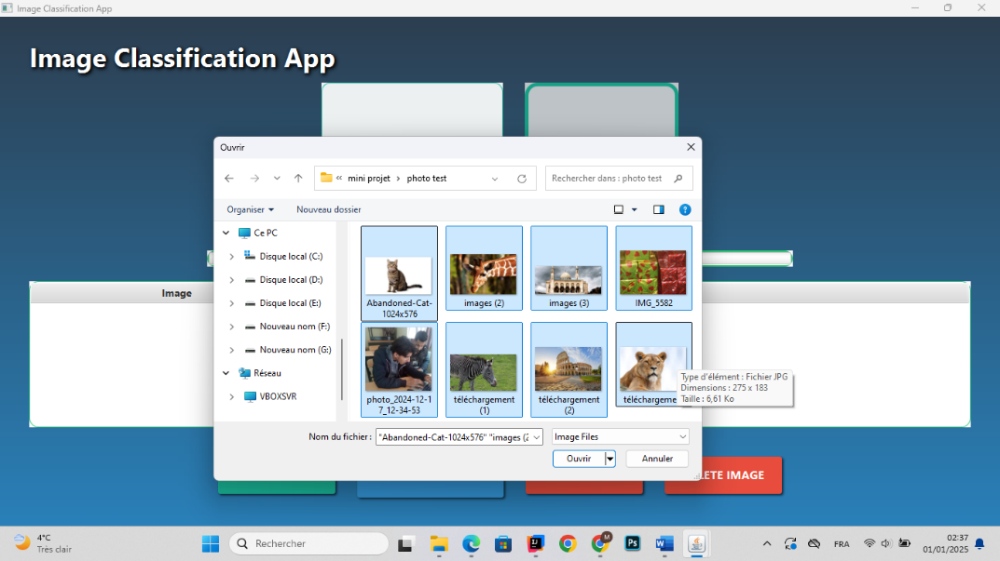 Image Classification App
Image Classification App
Ouvrir
mini projet
photo test
Rechercher dans : photo test
Organiser
Nouveau dossier
Ce PC
Disque local (C:)
Disque local (D:)
Disque local (E:)
Nouveau nom (F:)
Nouveau nom (G:)
Réseau
VBOXSVR
Abandoned-Cat-
1024x576
images (2)
images (3)
IMG_5582
photo_2024-12-1
7_12-34-53
téléchargement
(1)
téléchargement
(2)
téléchargeme
Type d'élément : Fichier JPG
Dimensions : 275 x 183
Taille : 6,61 Ko
Image
Nom du fichier :
"Abandoned-Cat-1024x576" "images (2
Image Files
Ouvrir
Annuler
LETE IMAGE
4°C
Très clair
Rechercher
M
Ps
W
FRA
02:37
01/01/2025